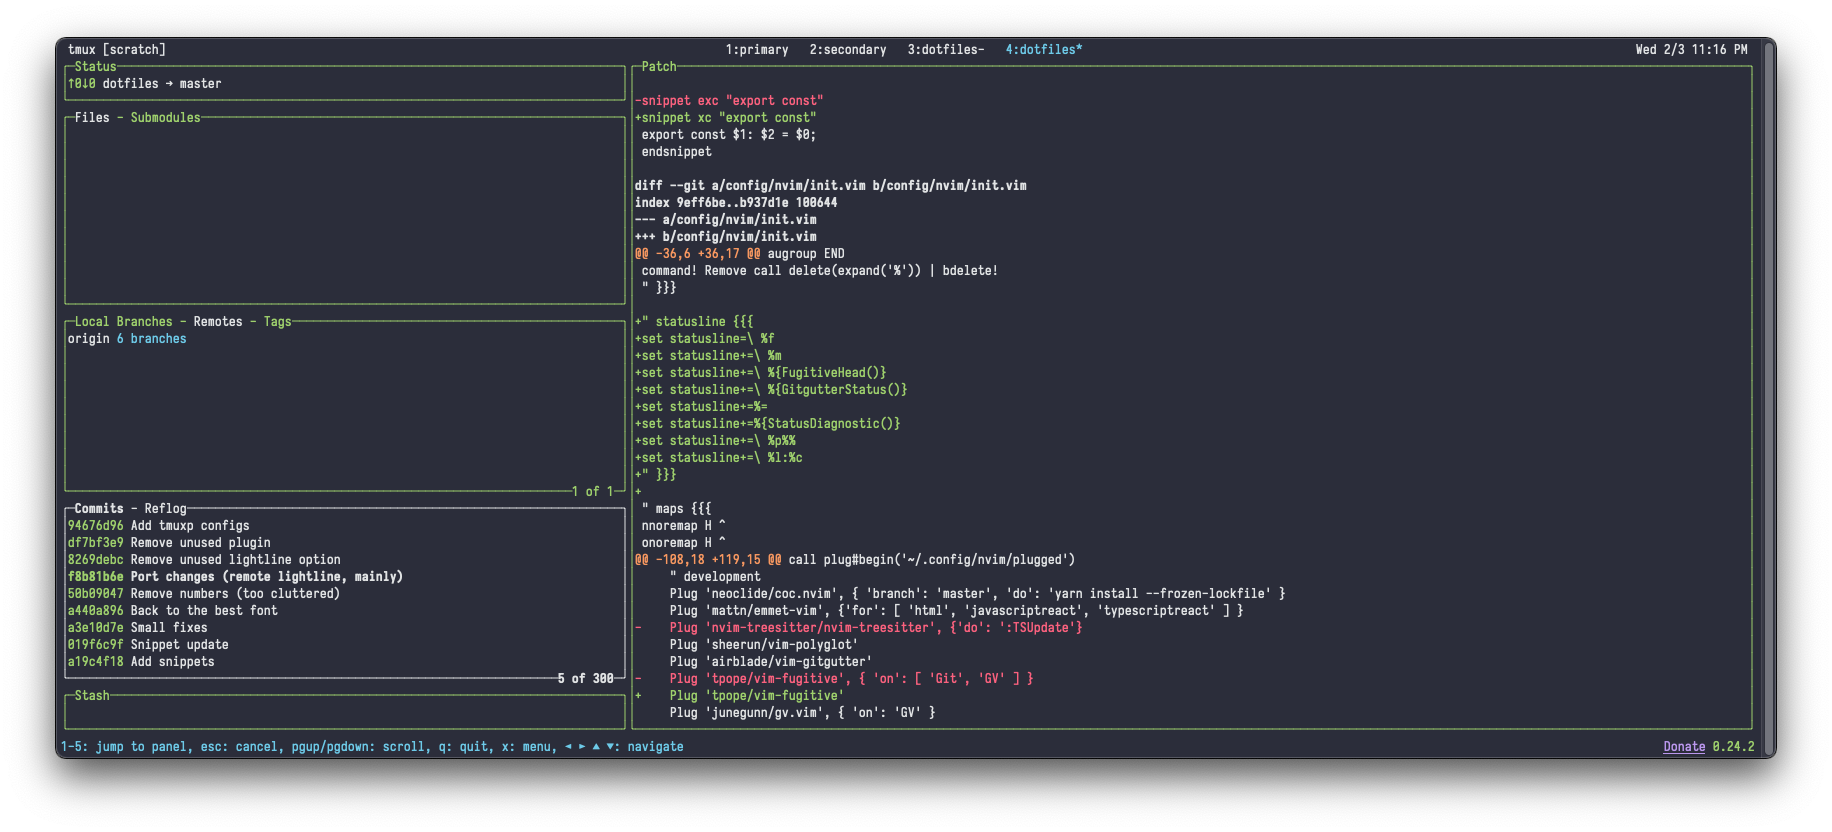 tmux [scratch] 1:primary 2:secondary 3:dotfiles- 4:dotfiles* Wed 2/3 11:16 PM
Status
↑0↓0 dotfiles → master
Files - Submodules
Local Branches - Remotes - Tags
origin 6 branches
1 of 1
Commits - Reflog
94676d96 Add tmuxp configs
df7bf3e9 Remove unused plugin
8269debc Remove unused lightline option
f8b81b6e Port changes (remote lightline, mainly)
50b09047 Remove numbers (too cluttered)
a440a896 Back to the best font
a3e10d7e Small fixes
019f6c9f Snippet update
a19c4f18 Add snippets
5 of 300
Stash
Patch
-snippet exc "export const"
+snippet xc "export const"
 export const $1: $2 = $0;
 endsnippet
diff --git a/config/nvim/init.vim b/config/nvim/init.vim
index 9eff6be..b937d1e 100644
--- a/config/nvim/init.vim
+++ b/config/nvim/init.vim
@@ -36,6 +36,17 @@ augroup END
 command! Remove call delete(expand('%')) | bdelete!
 " }}}
+" statusline {{{
+set statusline=\ %f
+set statusline+=\ %m
+set statusline+=\ %{FugitiveHead()}
+set statusline+=\ %{GitgutterStatus()}
+set statusline+=%=
+set statusline+=%{StatusDiagnostic()}
+set statusline+=\ %p%%
+set statusline+=\ %l:%c
+" }}}
+
 " maps {{{
 nnoremap H ^
 onoremap H ^
@@ -108,18 +119,15 @@ call plug#begin('~/.config/nvim/plugged')
     " development
     Plug 'neoclide/coc.nvim', { 'branch': 'master', 'do': 'yarn install --frozen-lockfile' }
     Plug 'mattn/emmet-vim', {'for': [ 'html', 'javascriptreact', 'typescriptreact' ] }
-    Plug 'nvim-treesitter/nvim-treesitter', {'do': ':TSUpdate'}
     Plug 'sheerun/vim-polyglot'
     Plug 'airblade/vim-gitgutter'
-    Plug 'tpope/vim-fugitive', { 'on': [ 'Git', 'GV' ] }
+    Plug 'tpope/vim-fugitive'
     Plug 'junegunn/gv.vim', { 'on': 'GV' }
1-5: jump to panel, esc: cancel, pgup/pgdown: scroll, q: quit, x: menu, ◄ ► ▲ ▼: navigate Donate 0.24.2